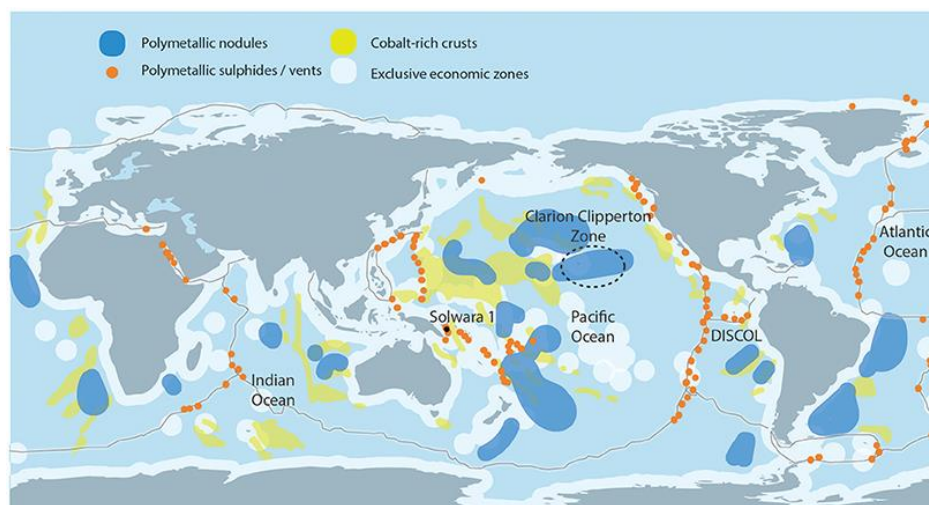 Polymetallic nodules
Cobalt-rich crusts
Polymetallic sulphides / vents
Exclusive economic zones
Clarion Clipperton
Zone
Atlantic
Ocean
Solwara 1
Pacific
Ocean
DISCOL
Indian
Ocean